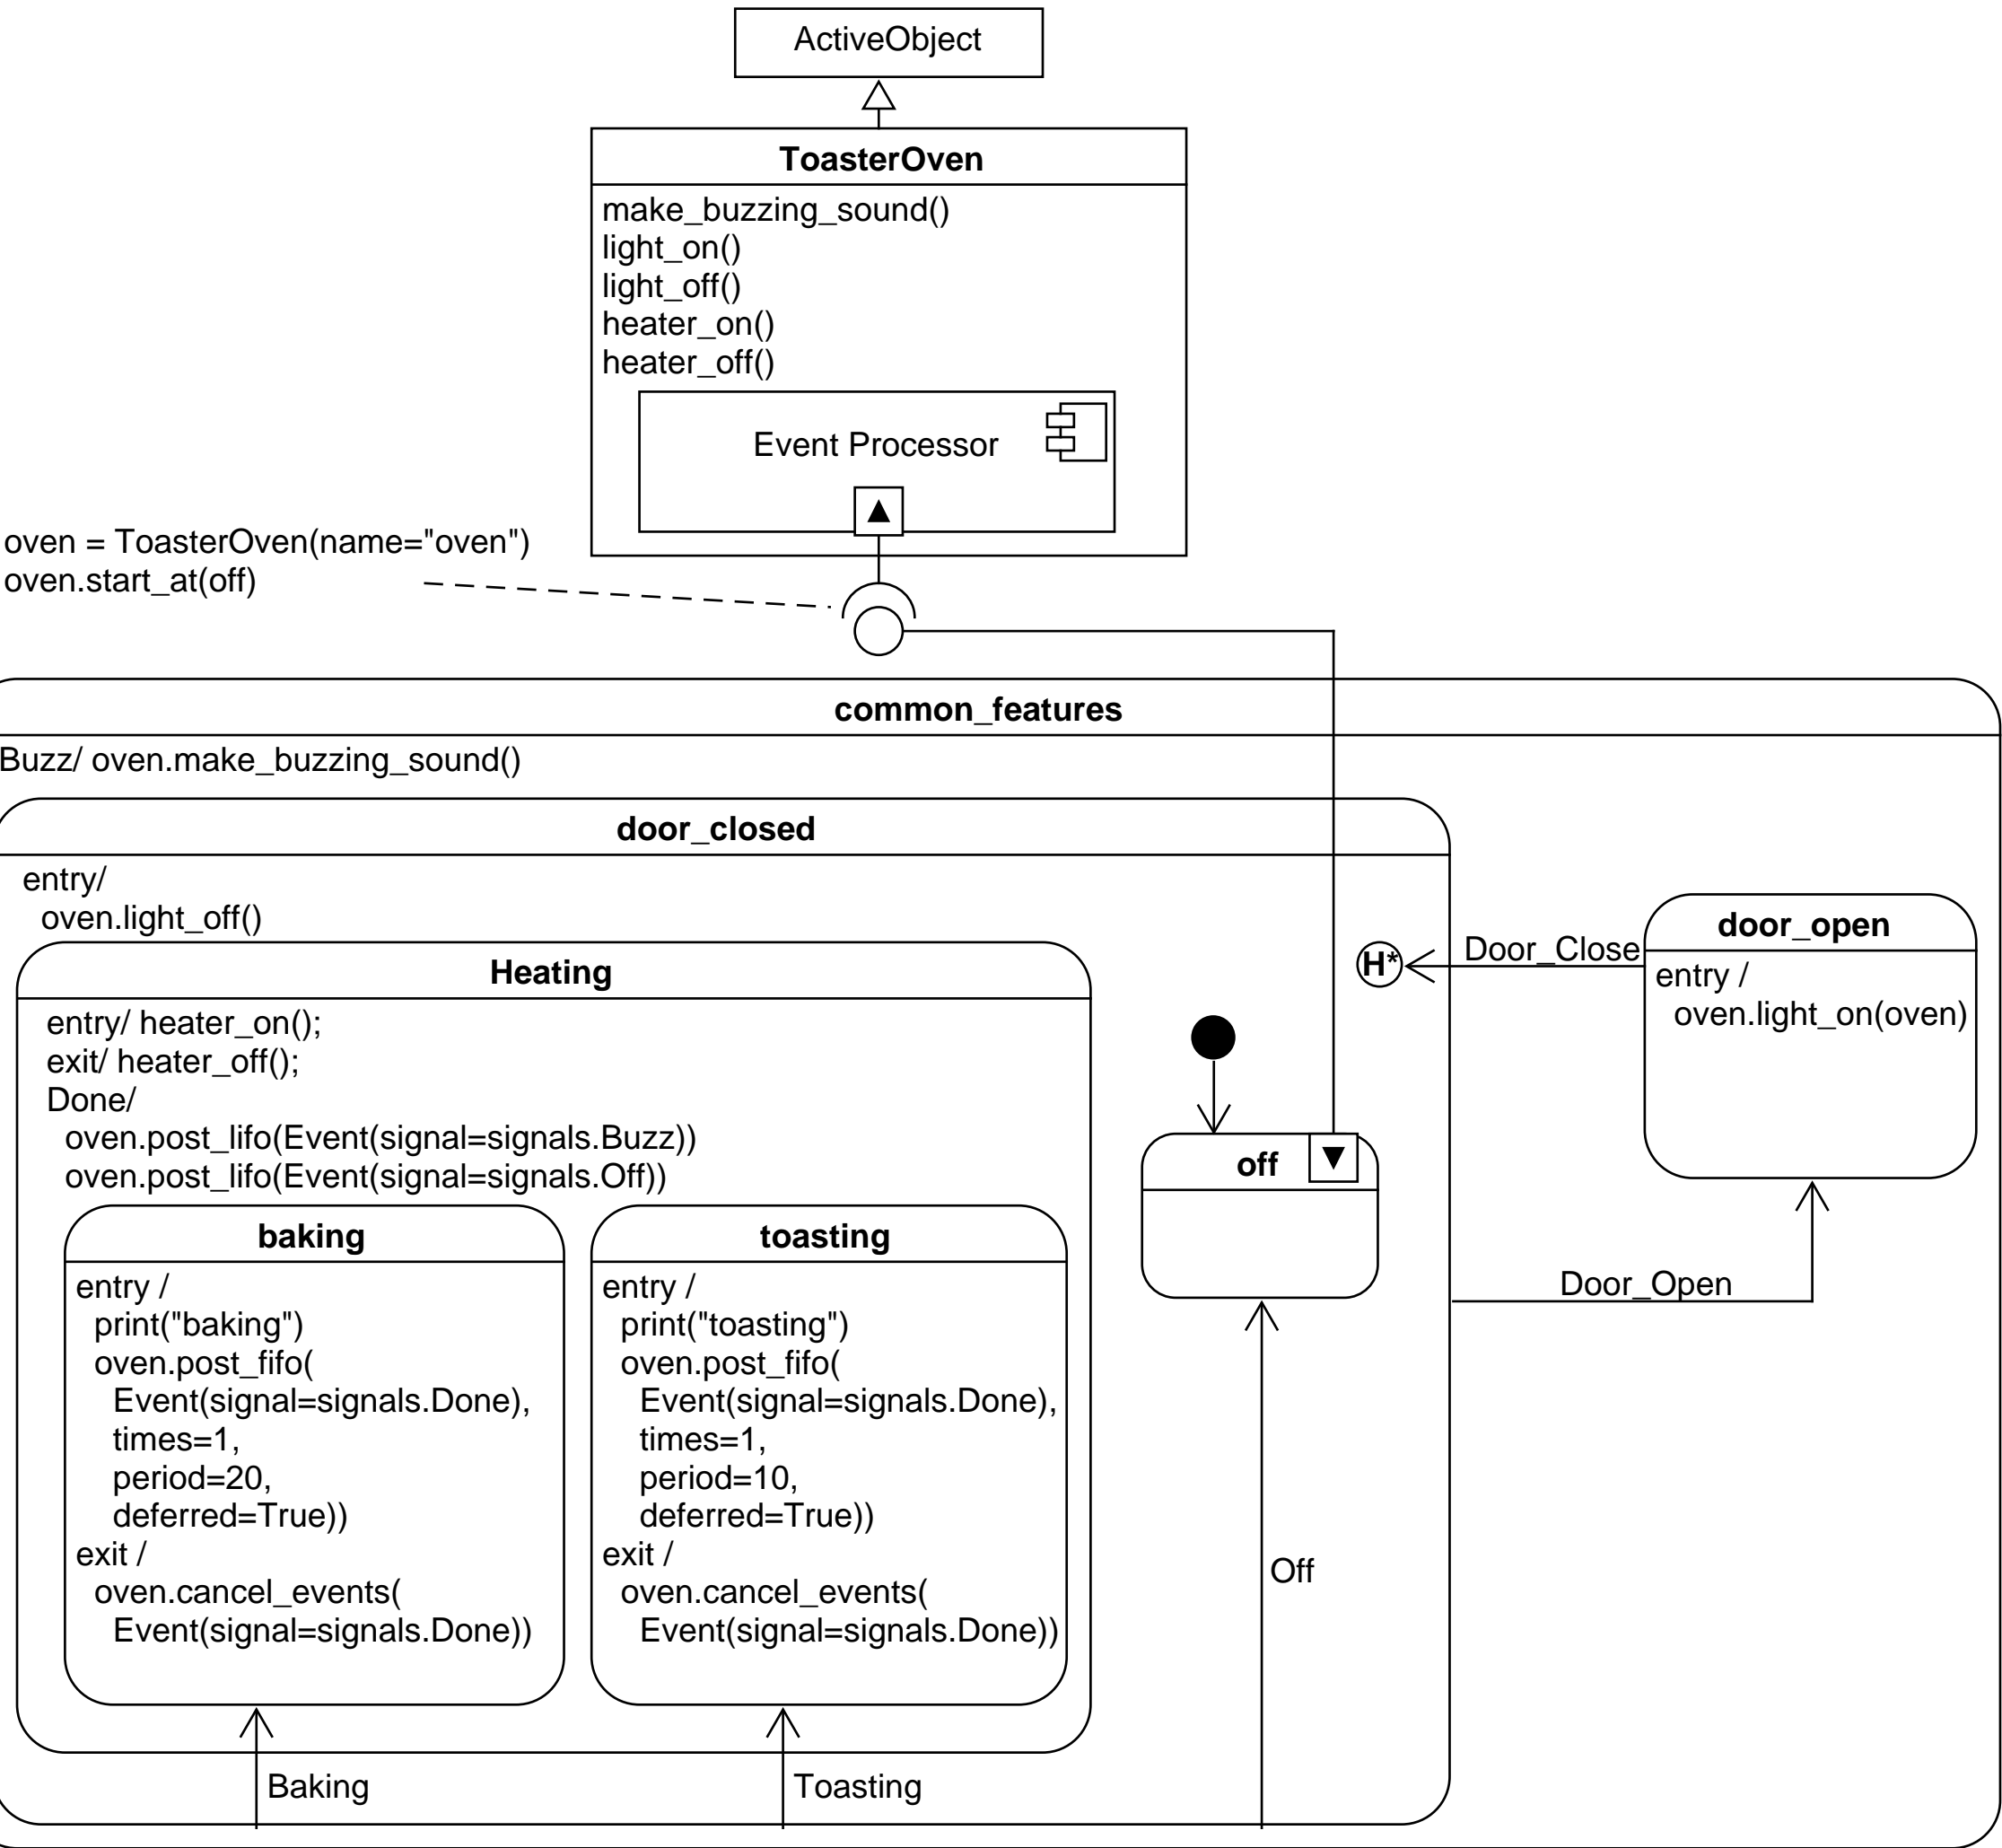 ActiveObject
ToasterOven
make_buzzing_sound()
light_on()
light_off()
heater_on()
heater_off()
Event Processor
oven = ToasterOven(name="oven")
oven.start_at(off)
common_features
Buzz/ oven.make_buzzing_sound()
door_closed
entry/
oven.light_off()
Heating
entry/ heater_on();
exit/ heater_off();
Done/
oven.post_lifo(Event(signal=signals.Buzz))
oven.post_lifo(Event(signal=signals.Off))
baking
entry /
print("baking")
oven.post_fifo(
Event(signal=signals.Done),
times=1,
period=20,
deferred=True))
exit /
oven.cancel_events(
Event(signal=signals.Done))
toasting
entry /
print("toasting")
oven.post_fifo(
Event(signal=signals.Done),
times=1,
period=10,
deferred=True))
exit /
oven.cancel_events(
Event(signal=signals.Done))
Baking
Toasting
off
Off
H*
Door_Close
door_open
entry /
oven.light_on(oven)
Door_Open